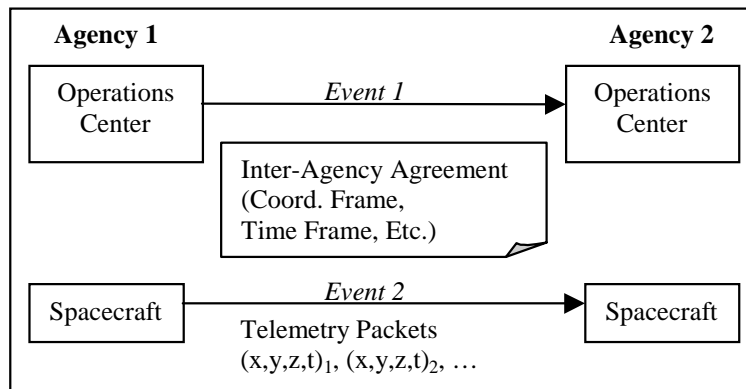 Agency 1
Agency 2
Operations
Center
Event 1
Operations
Center
Inter-Agency Agreement
(Coord. Frame,
Time Frame, Etc.)
Spacecraft
Event 2
Spacecraft
Telemetry Packets
(x,y,z,t)₁, (x,y,z,t)₂, …